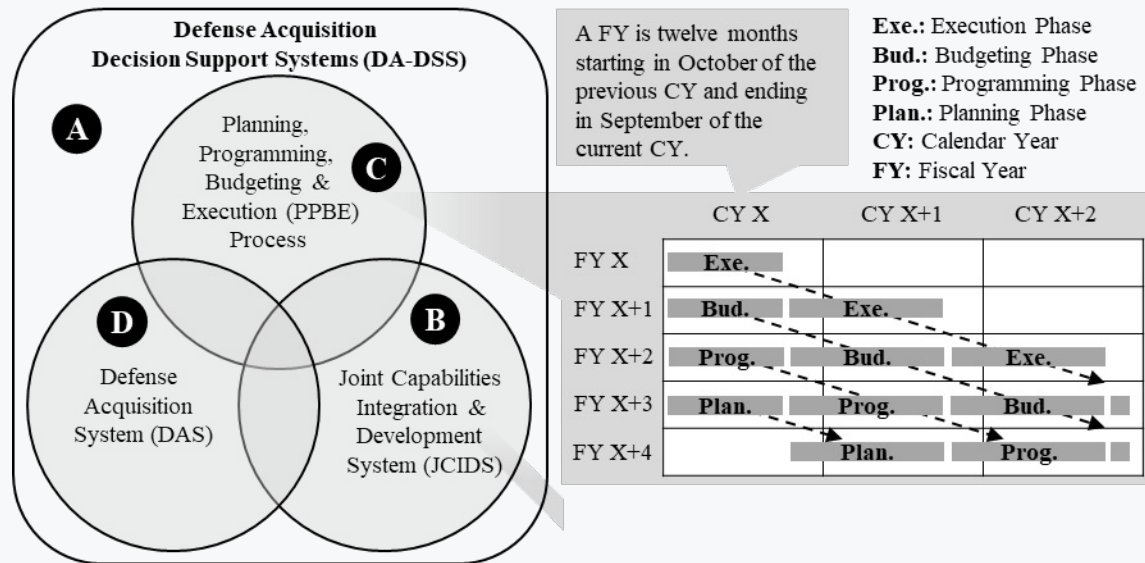 Defense Acquisition
Decision Support Systems (DA-DSS)
A
Planning,
Programming,
Budgeting &
Execution (PPBE)
Process
C
D
Defense
Acquisition
System (DAS)
B
Joint Capabilities
Integration &
Development
System (JCIDS)
A FY is twelve months
starting in October of the
previous CY and ending
in September of the
current CY.
Exe.: Execution Phase
Bud.: Budgeting Phase
Prog.: Programming Phase
Plan.: Planning Phase
CY: Calendar Year
FY: Fiscal Year
CY X CY X+1 CY X+2
FY X Exe.
FY X+1 Bud. Exe.
FY X+2 Prog. Bud. Exe.
FY X+3 Plan. Prog. Bud.
FY X+4 Plan. Prog.